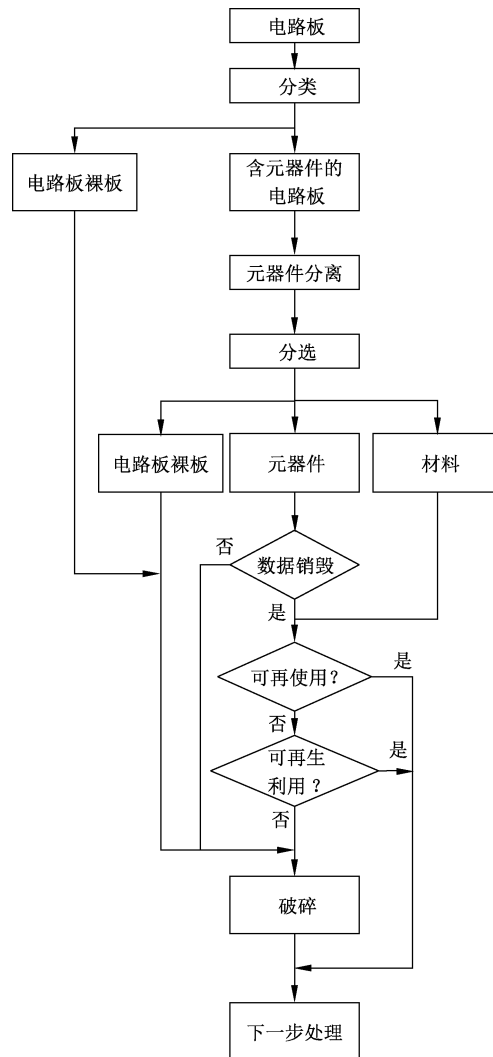 电路板
分类
电路板裸板
含元器件的
电路板
元器件分离
分选
电路板裸板
元器件
材料
否
数据销毁
是
可再使用？
是
否
可再生
利用？
是
否
破碎
下一步处理